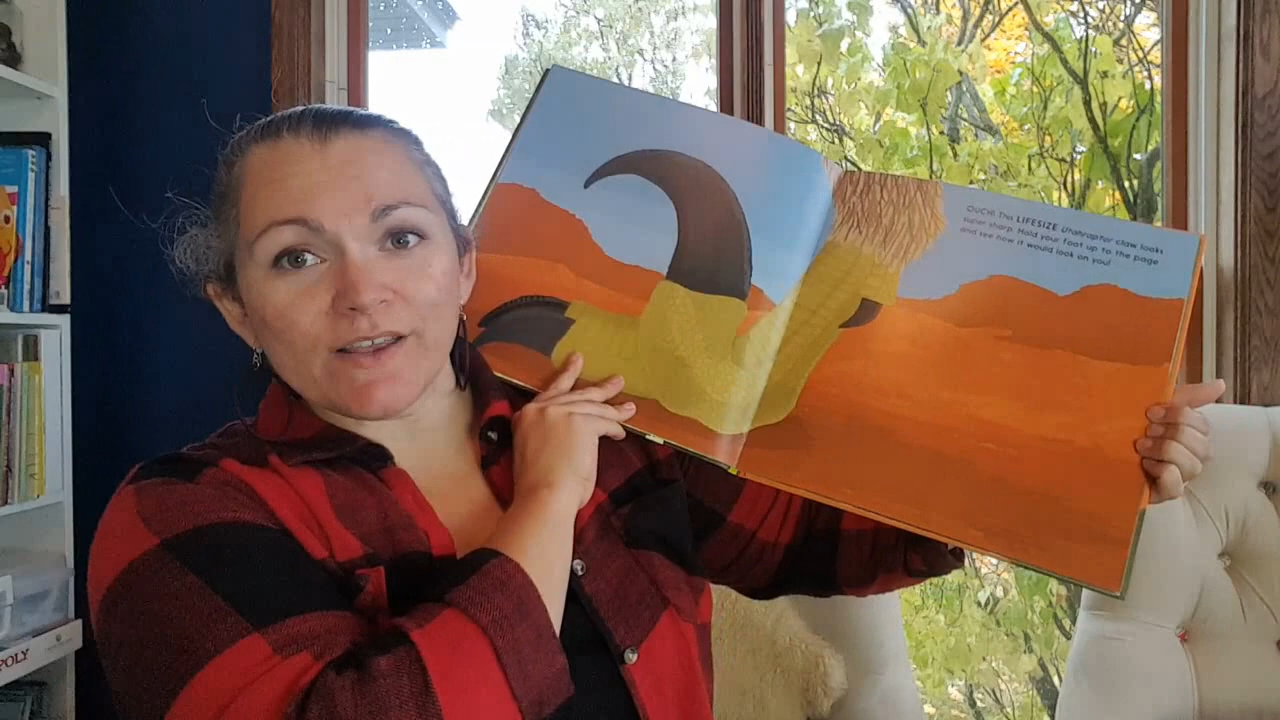 OUCH! This LIFESIZE Utahraptor claw looks
super sharp. Hold your foot up to the page
and see how it would look on you!
POLY